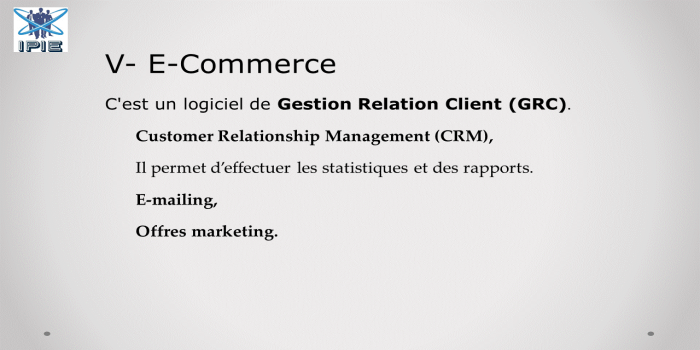 IPIE
V- E-Commerce
C'est un logiciel de Gestion Relation Client (GRC).
Customer Relationship Management (CRM),
Il permet d’effectuer les statistiques et des rapports.
E-mailing,
Offres marketing.